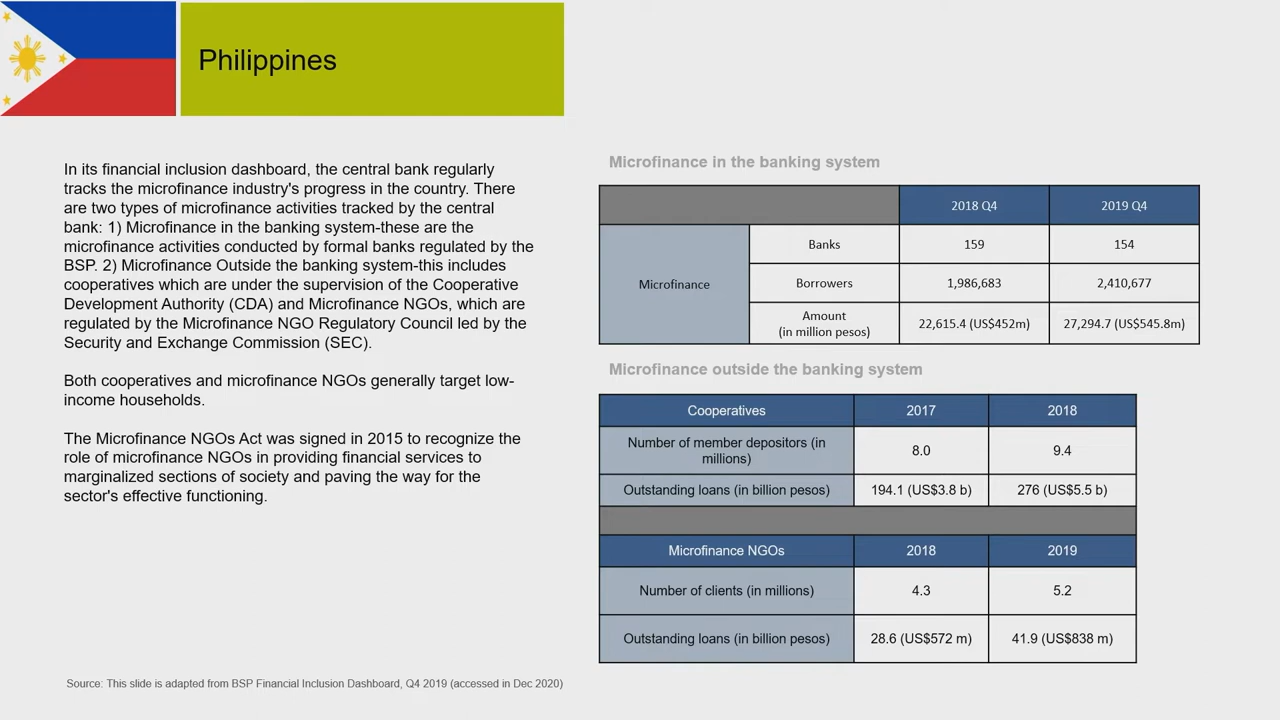 Philippines
In its financial inclusion dashboard, the central bank regularly
tracks the microfinance industry's progress in the country. There
are two types of microfinance activities tracked by the central
bank: 1) Microfinance in the banking system-these are the
microfinance activities conducted by formal banks regulated by the
BSP. 2) Microfinance Outside the banking system-this includes
cooperatives which are under the supervision of the Cooperative
Development Authority (CDA) and Microfinance NGOs, which are
regulated by the Microfinance NGO Regulatory Council led by the
Security and Exchange Commission (SEC).
Both cooperatives and microfinance NGOs generally target low-
income households.
The Microfinance NGOs Act was signed in 2015 to recognize the
role of microfinance NGOs in providing financial services to
marginalized sections of society and paving the way for the
sector's effective functioning.
Microfinance in the banking system
2018 Q4 2019 Q4
Microfinance
Banks 159 154
Borrowers 1,986,683 2,410,677
Amount
(in million pesos) 22,615.4 (US$452m) 27,294.7 (US$545.8m)
Microfinance outside the banking system
Cooperatives 2017 2018
Number of member depositors (in
millions) 8.0 9.4
Outstanding loans (in billion pesos) 194.1 (US$3.8 b) 276 (US$5.5 b)
Microfinance NGOs 2018 2019
Number of clients (in millions) 4.3 5.2
Outstanding loans (in billion pesos) 28.6 (US$572 m) 41.9 (US$838 m)
Source: This slide is adapted from BSP Financial Inclusion Dashboard, Q4 2019 (accessed in Dec 2020)